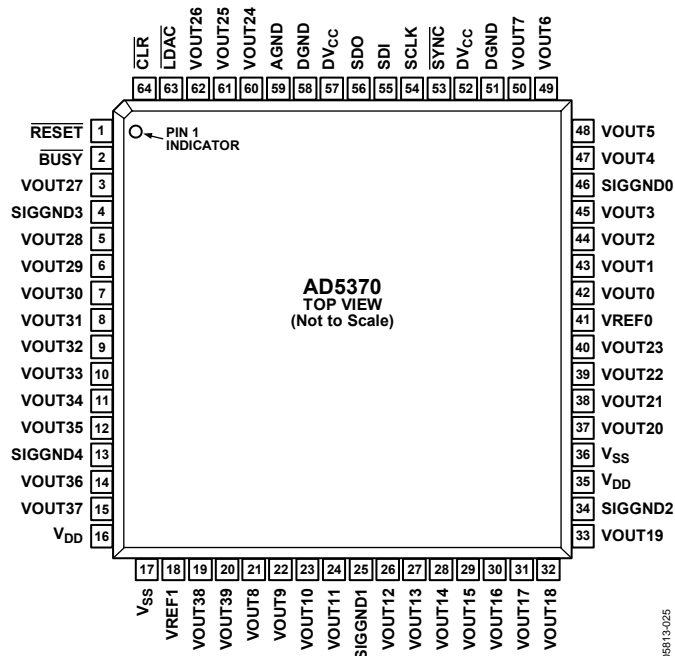 CLR
LDAC
VOUT26
VOUT25
VOUT24
AGND
DGND
DVCC
SDO
SDI
SCLK
SYNC
DVCC
DGND
VOUT7
VOUT6
64 63 62 61 60 59 58 57 56 55 54 53 52 51 50 49
RESET 1
BUSY 2
VOUT27 3
SIGGND3 4
VOUT28 5
VOUT29 6
VOUT30 7
VOUT31 8
VOUT32 9
VOUT33 10
VOUT34 11
VOUT35 12
SIGGND4 13
VOUT36 14
VOUT37 15
VDD 16
PIN 1
INDICATOR
AD5370
TOP VIEW
(Not to Scale)
48 VOUT5
47 VOUT4
46 SIGGND0
45 VOUT3
44 VOUT2
43 VOUT1
42 VOUT0
41 VREF0
40 VOUT23
39 VOUT22
38 VOUT21
37 VOUT20
36 VSS
35 VDD
34 SIGGND2
33 VOUT19
17 18 19 20 21 22 23 24 25 26 27 28 29 30 31 32
VSS
VREF1
VOUT38
VOUT39
VOUT8
VOUT9
VOUT10
VOUT11
SIGGND1
VOUT12
VOUT13
VOUT14
VOUT15
VOUT16
VOUT17
VOUT18
05813-025